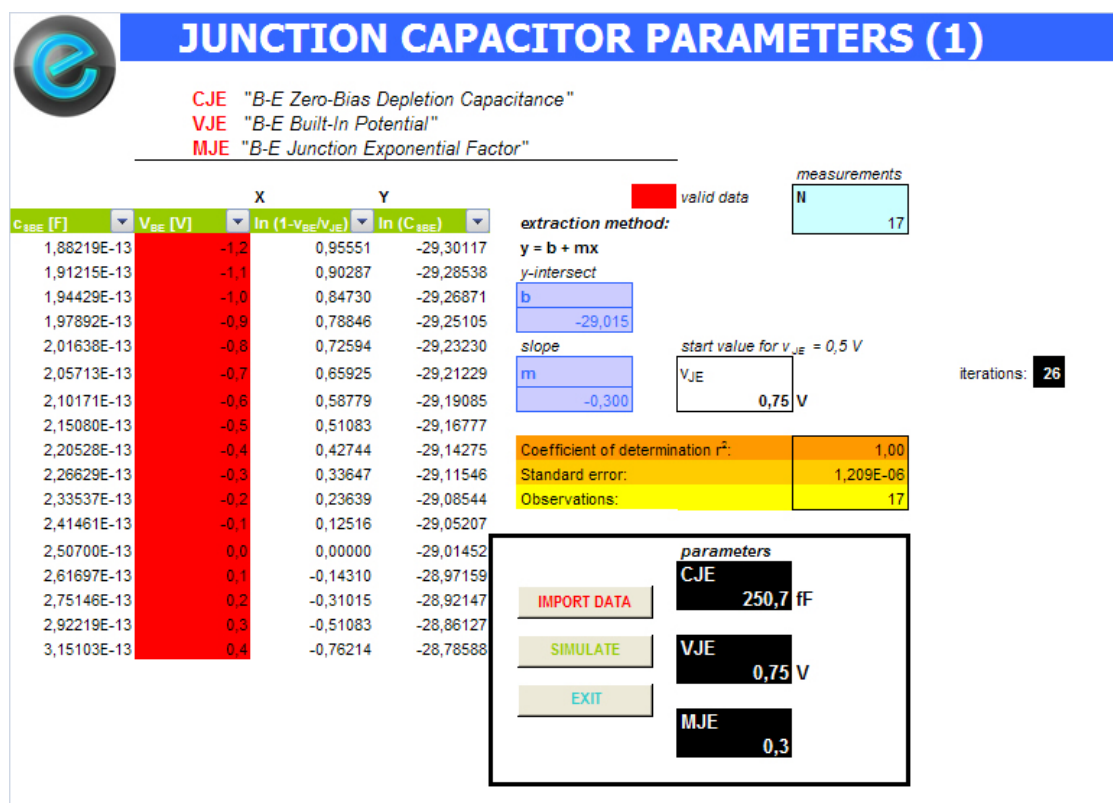 JUNCTION CAPACITOR PARAMETERS (1)
CJE "B-E Zero-Bias Depletion Capacitance"
VJE "B-E Built-In Potential"
MJE "B-E Junction Exponential Factor"
measurements
X Y valid data N
c$BE [F] VBE [V] ln (1-vBE/vJE) ln (C$BE) extraction method: 17
1,88219E-13 -1,2 0,95551 -29,30117 y = b + mx
1,91215E-13 -1,1 0,90287 -29,28538 y-intersect
1,94429E-13 -1,0 0,84730 -29,26871 b
1,97892E-13 -0,9 0,78846 -29,25105 -29,015
2,01638E-13 -0,8 0,72594 -29,23230 slope start value for vJE = 0,5 V
2,05713E-13 -0,7 0,65925 -29,21229 m VJE iterations: 26
2,10171E-13 -0,6 0,58779 -29,19085 -0,300 0,75 V
2,15080E-13 -0,5 0,51083 -29,16777
2,20528E-13 -0,4 0,42744 -29,14275 Coefficient of determination r²: 1,00
2,26629E-13 -0,3 0,33647 -29,11546 Standard error: 1,209E-06
2,33537E-13 -0,2 0,23639 -29,08544 Observations: 17
2,41461E-13 -0,1 0,12516 -29,05207
2,50700E-13 0,0 0,00000 -29,01452 parameters
2,61697E-13 0,1 -0,14310 -28,97159 CJE
2,75146E-13 0,2 -0,31015 -28,92147 IMPORT DATA 250,7 fF
2,92219E-13 0,3 -0,51083 -28,86127
3,15103E-13 0,4 -0,76214 -28,78588 SIMULATE VJE
0,75 V
EXIT
MJE
0,3